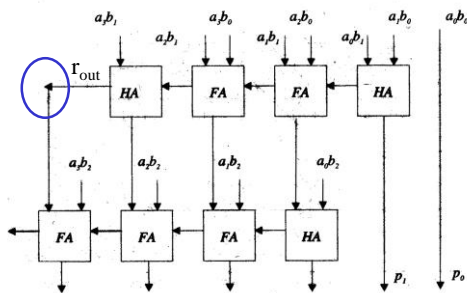 a₃b₁ a₃b₀ a₂b₀ a₁b₀ a₀b₀
a₂b₁ a₁b₁ a₀b₁
r_out
HA FA FA HA
a₃b₂ a₂b₂ a₁b₂ a₀b₂
FA FA FA HA
p₁ p₀